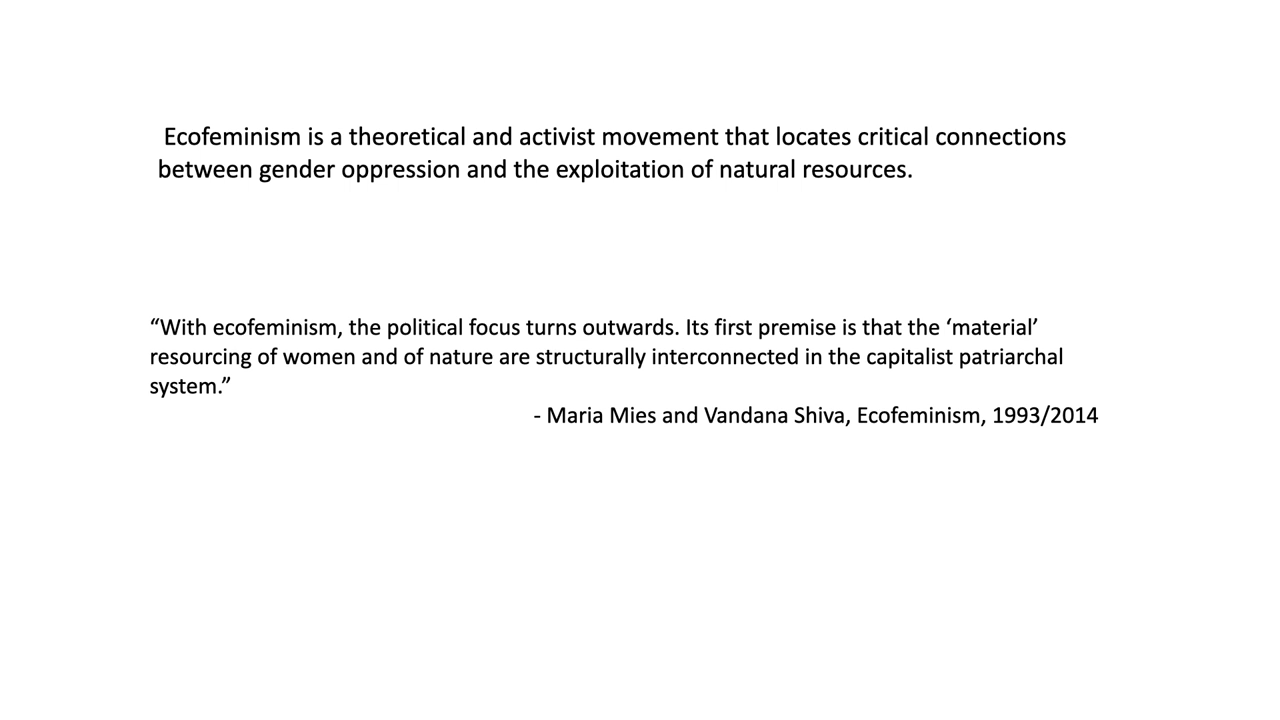 Ecofeminism is a theoretical and activist movement that locates critical connections
between gender oppression and the exploitation of natural resources.
“With ecofeminism, the political focus turns outwards. Its first premise is that the ‘material’
resourcing of women and of nature are structurally interconnected in the capitalist patriarchal
system.”
- Maria Mies and Vandana Shiva, Ecofeminism, 1993/2014